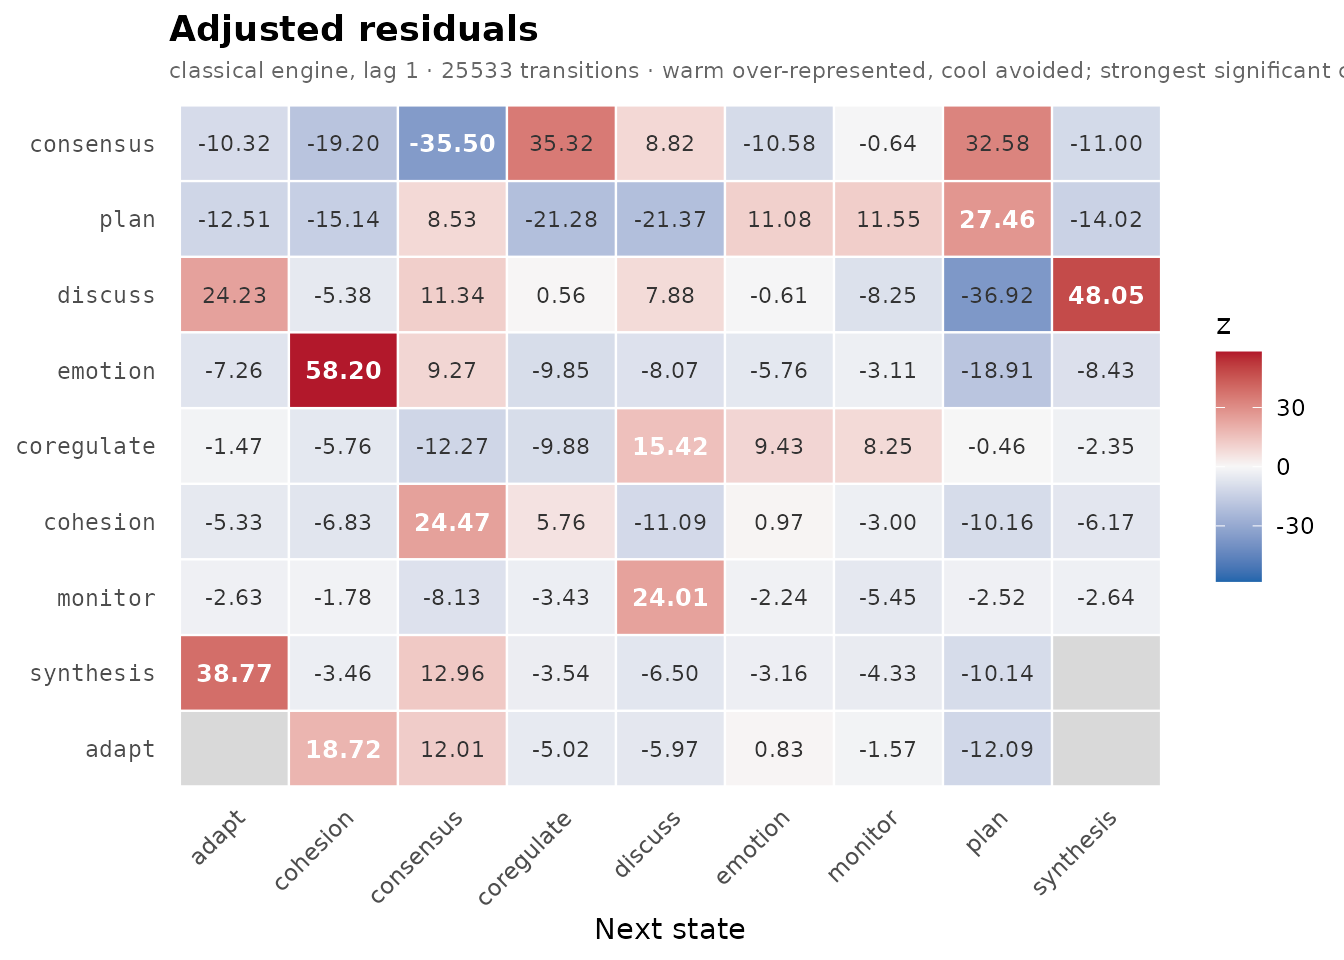 Adjusted residuals
classical engine, lag 1 · 25533 transitions · warm over-represented, cool avoided; strongest significant
consensus -10.32 -19.20 -35.50 35.32 8.82 -10.58 -0.64 32.58 -11.00
plan -12.51 -15.14 8.53 -21.28 -21.37 11.08 11.55 27.46 -14.02
discuss 24.23 -5.38 11.34 0.56 7.88 -0.61 -8.25 -36.92 48.05
emotion -7.26 58.20 9.27 -9.85 -8.07 -5.76 -3.11 -18.91 -8.43
coregulate -1.47 -5.76 -12.27 -9.88 15.42 9.43 8.25 -0.46 -2.35
cohesion -5.33 -6.83 24.47 5.76 -11.09 0.97 -3.00 -10.16 -6.17
monitor -2.63 -1.78 -8.13 -3.43 24.01 -2.24 -5.45 -2.52 -2.64
synthesis 38.77 -3.46 12.96 -3.54 -6.50 -3.16 -4.33 -10.14
adapt 18.72 12.01 -5.02 -5.97 0.83 -1.57 -12.09
adapt cohesion consensus coregulate discuss emotion monitor plan synthesis
Next state
z
30
0
-30